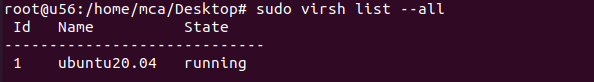 root@u56:/home/mca/Desktop# sudo virsh list --all
 Id   Name          State
------------------------------
 1    ubuntu20.04   running